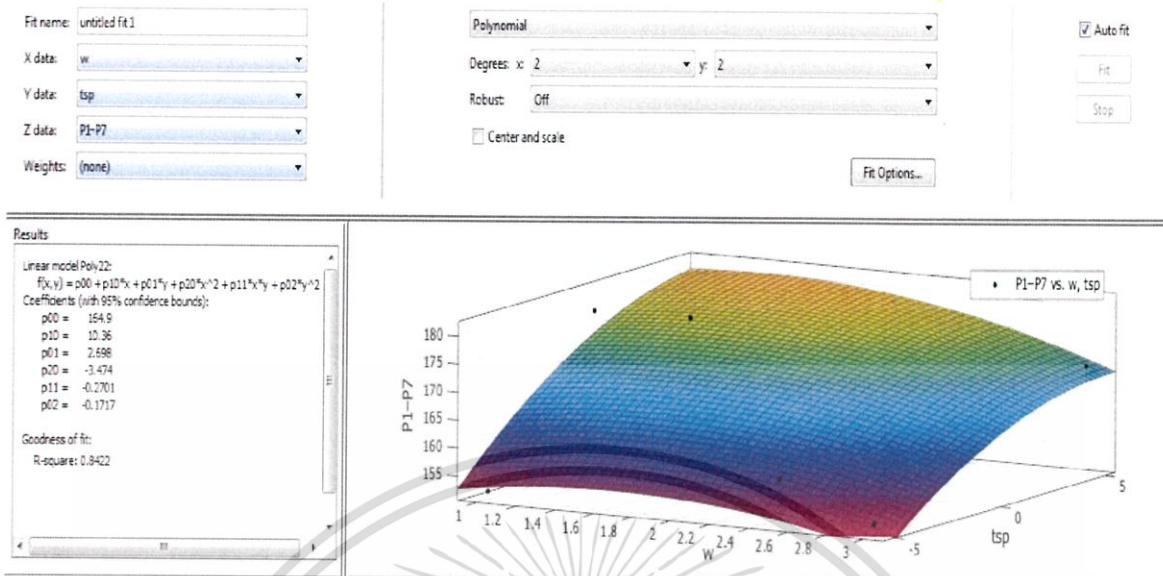 Fit name: untitled fit 1
X data: w
Y data: tsp
Z data: P1-P7
Weights: (none)
Polynomial
Degrees: x: 2 y: 2
Robust: Off
Center and scale
Fit Options...
Auto fit
Fit
Stop
Results
Linear model Poly22:
f(x,y) = p00 + p10*x + p01*y + p20*x^2 + p11*x*y + p02*y^2
Coefficients (with 95% confidence bounds):
p00 = 164.9
p10 = 10.36
p01 = 2.698
p20 = -3.474
p11 = -0.2701
p02 = -0.1717
Goodness of fit:
R-square: 0.8422
P1-P7 vs. w, tsp
180
175
170
165
160
155
P1-P7
1 1.2 1.4 1.6 1.8 2 2.2 2.4 2.6 2.8 3
w
-5 0 5
tsp